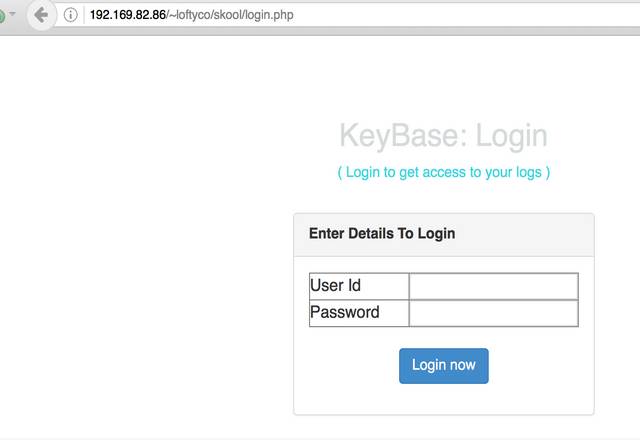 192.169.82.86/~loftyco/skool/login.php
KeyBase: Login
( Login to get access to your logs )
Enter Details To Login
User Id
Password
Login now